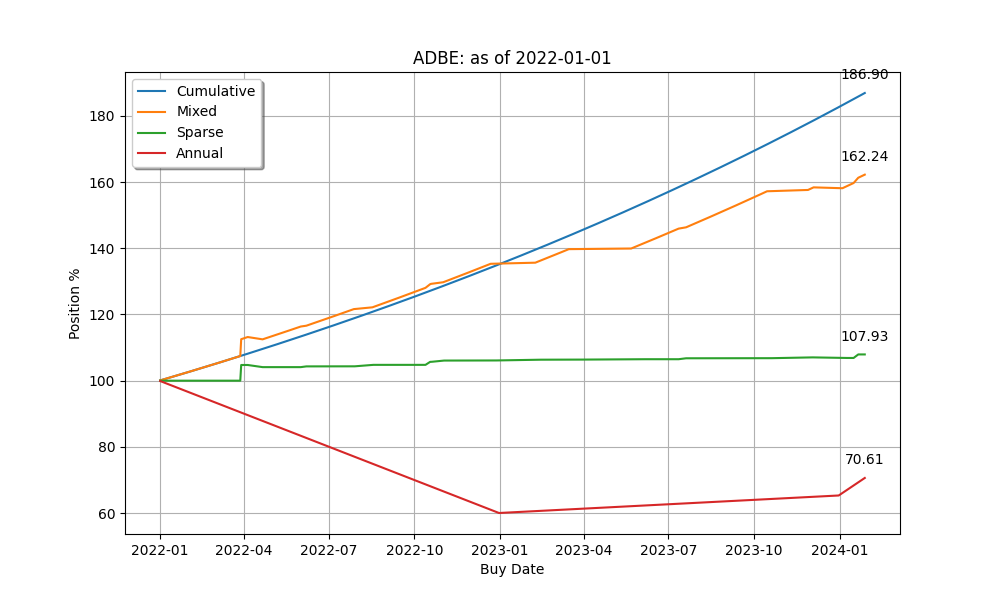 ADBE: as of 2022-01-01
Cumulative
Mixed
Sparse
Annual
186.90
162.24
107.93
70.61
Position %
180
160
140
120
100
80
60
2022-01 2022-04 2022-07 2022-10 2023-01 2023-04 2023-07 2023-10 2024-01
Buy Date